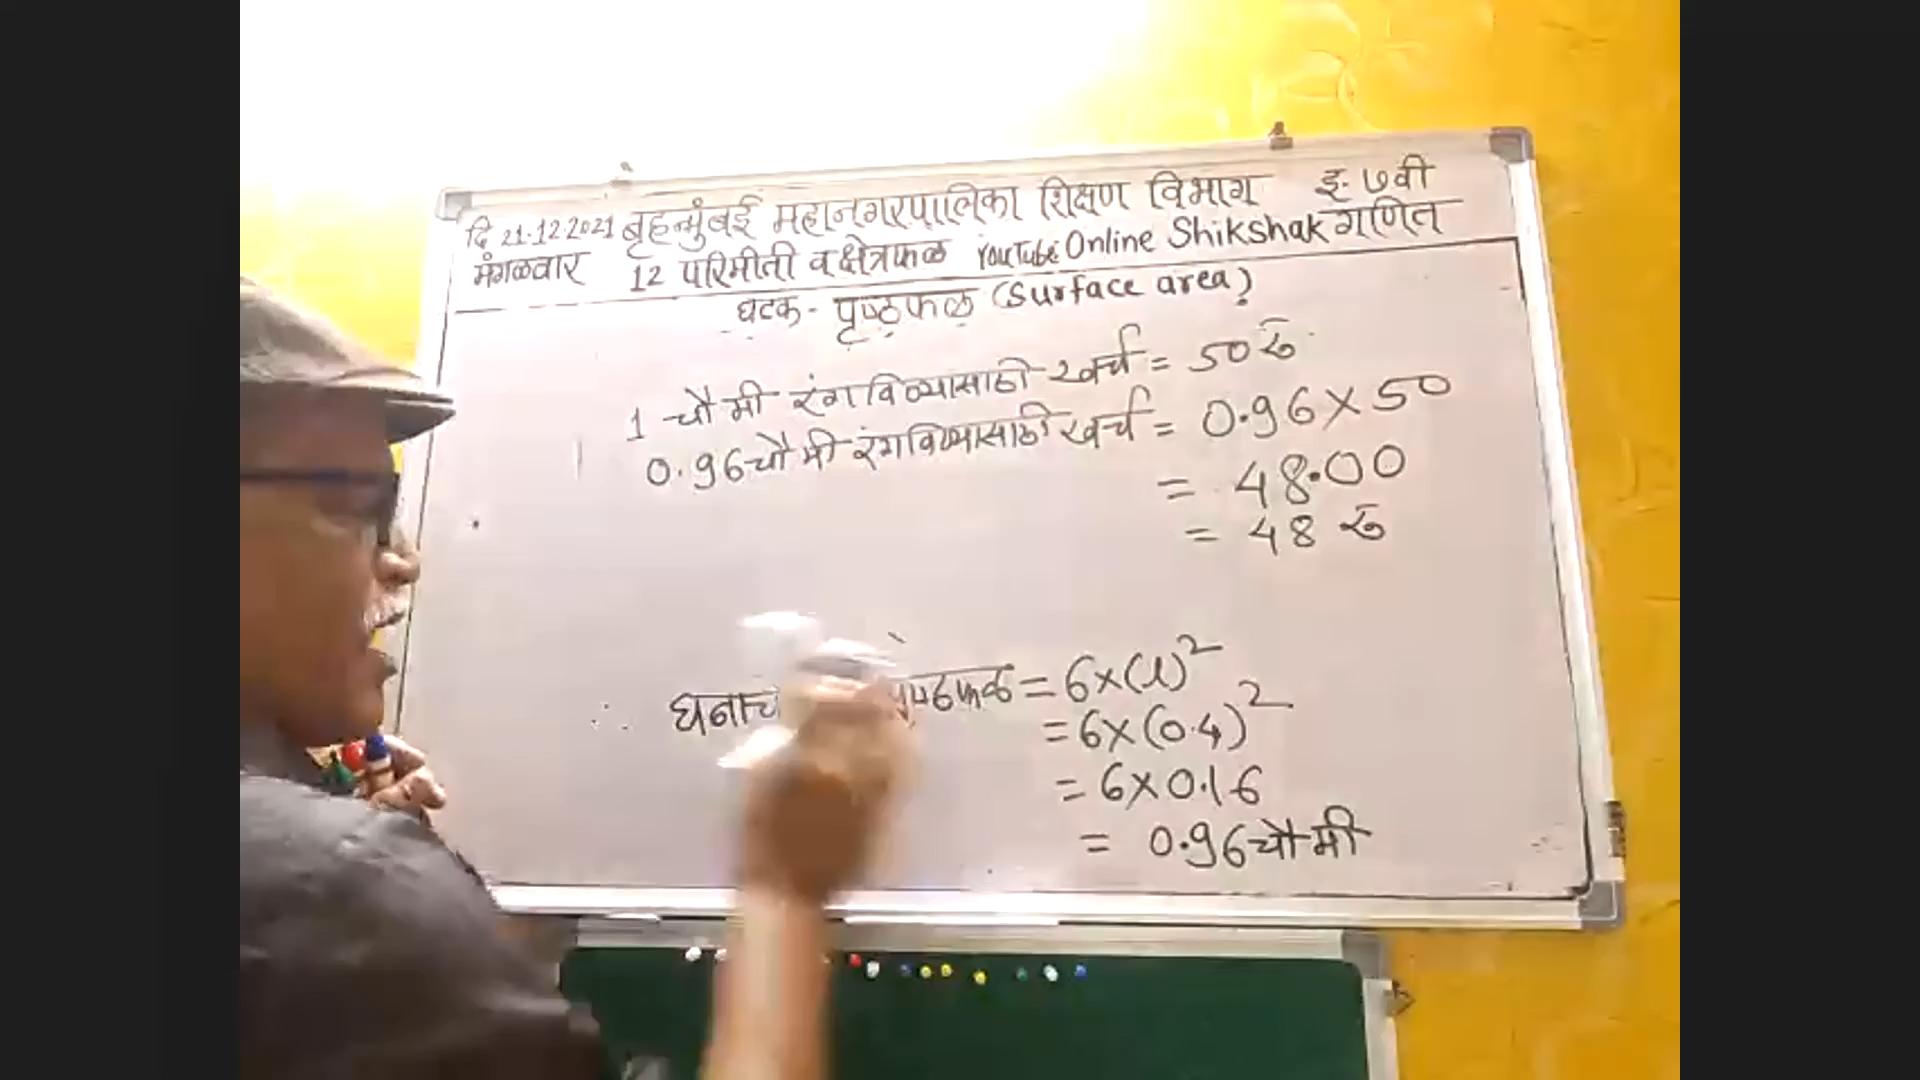 दि 21.12.2021 बृहन्मुंबई महानगरपालिका शिक्षण विभाग इ. ७वी
मंगळवार 12 परिमीती व क्षेत्रफळ YouTube: Online Shikshak गणित
घटक - पृष्ठफळ (Surface area)
1 चौ मी रंगविण्यासाठी खर्च = 50 रु
0.96 चौ मी रंगविण्यासाठी खर्च = 0.96 × 50
= 48.00
= 48 रु
∴ घनाचे पृष्ठफळ = 6×(l)²
= 6×(0.4)²
= 6×0.16
= 0.96 चौ मी